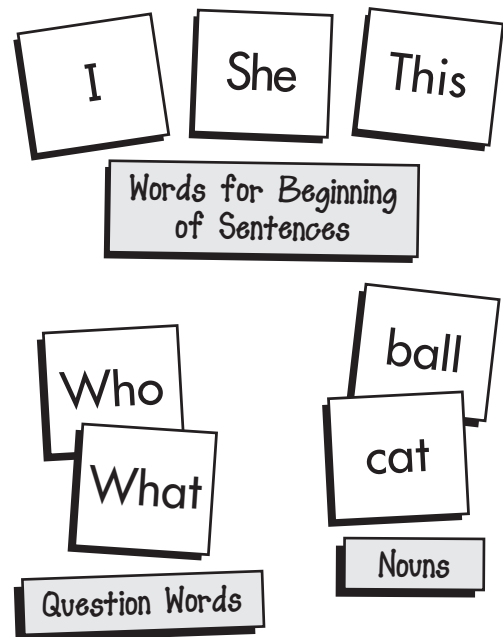 I
She
This
Words for Beginning
of Sentences
Who
What
Question Words
ball
cat
Nouns